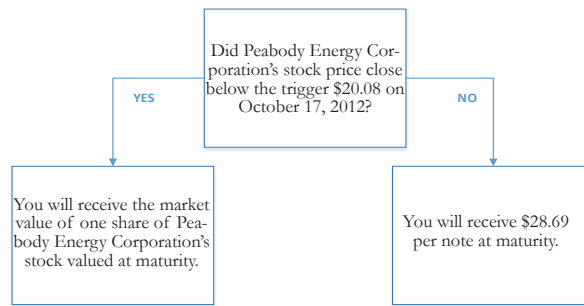 Did Peabody Energy Cor-
poration's stock price close
below the trigger $20.08 on
October 17, 2012?
YES
NO
You will receive the market
value of one share of Pea-
body Energy Corporation's
stock valued at maturity.
You will receive $28.69
per note at maturity.